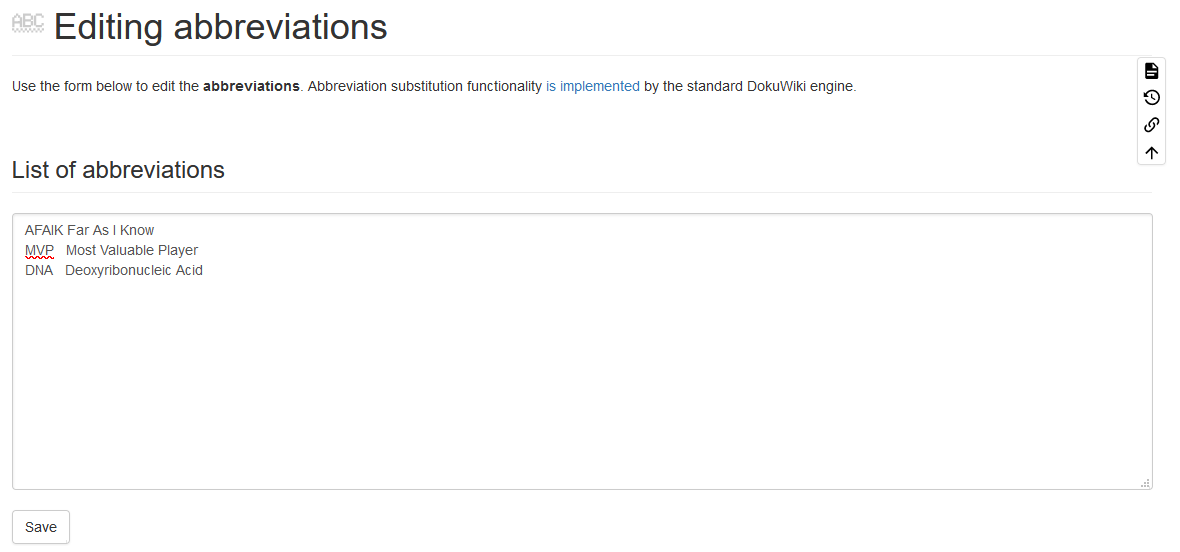 ABC Editing abbreviations
Use the form below to edit the abbreviations. Abbreviation substitution functionality is implemented by the standard DokuWiki engine.
List of abbreviations
AFAIK Far As I Know
MVP Most Valuable Player
DNA Deoxyribonucleic Acid
Save